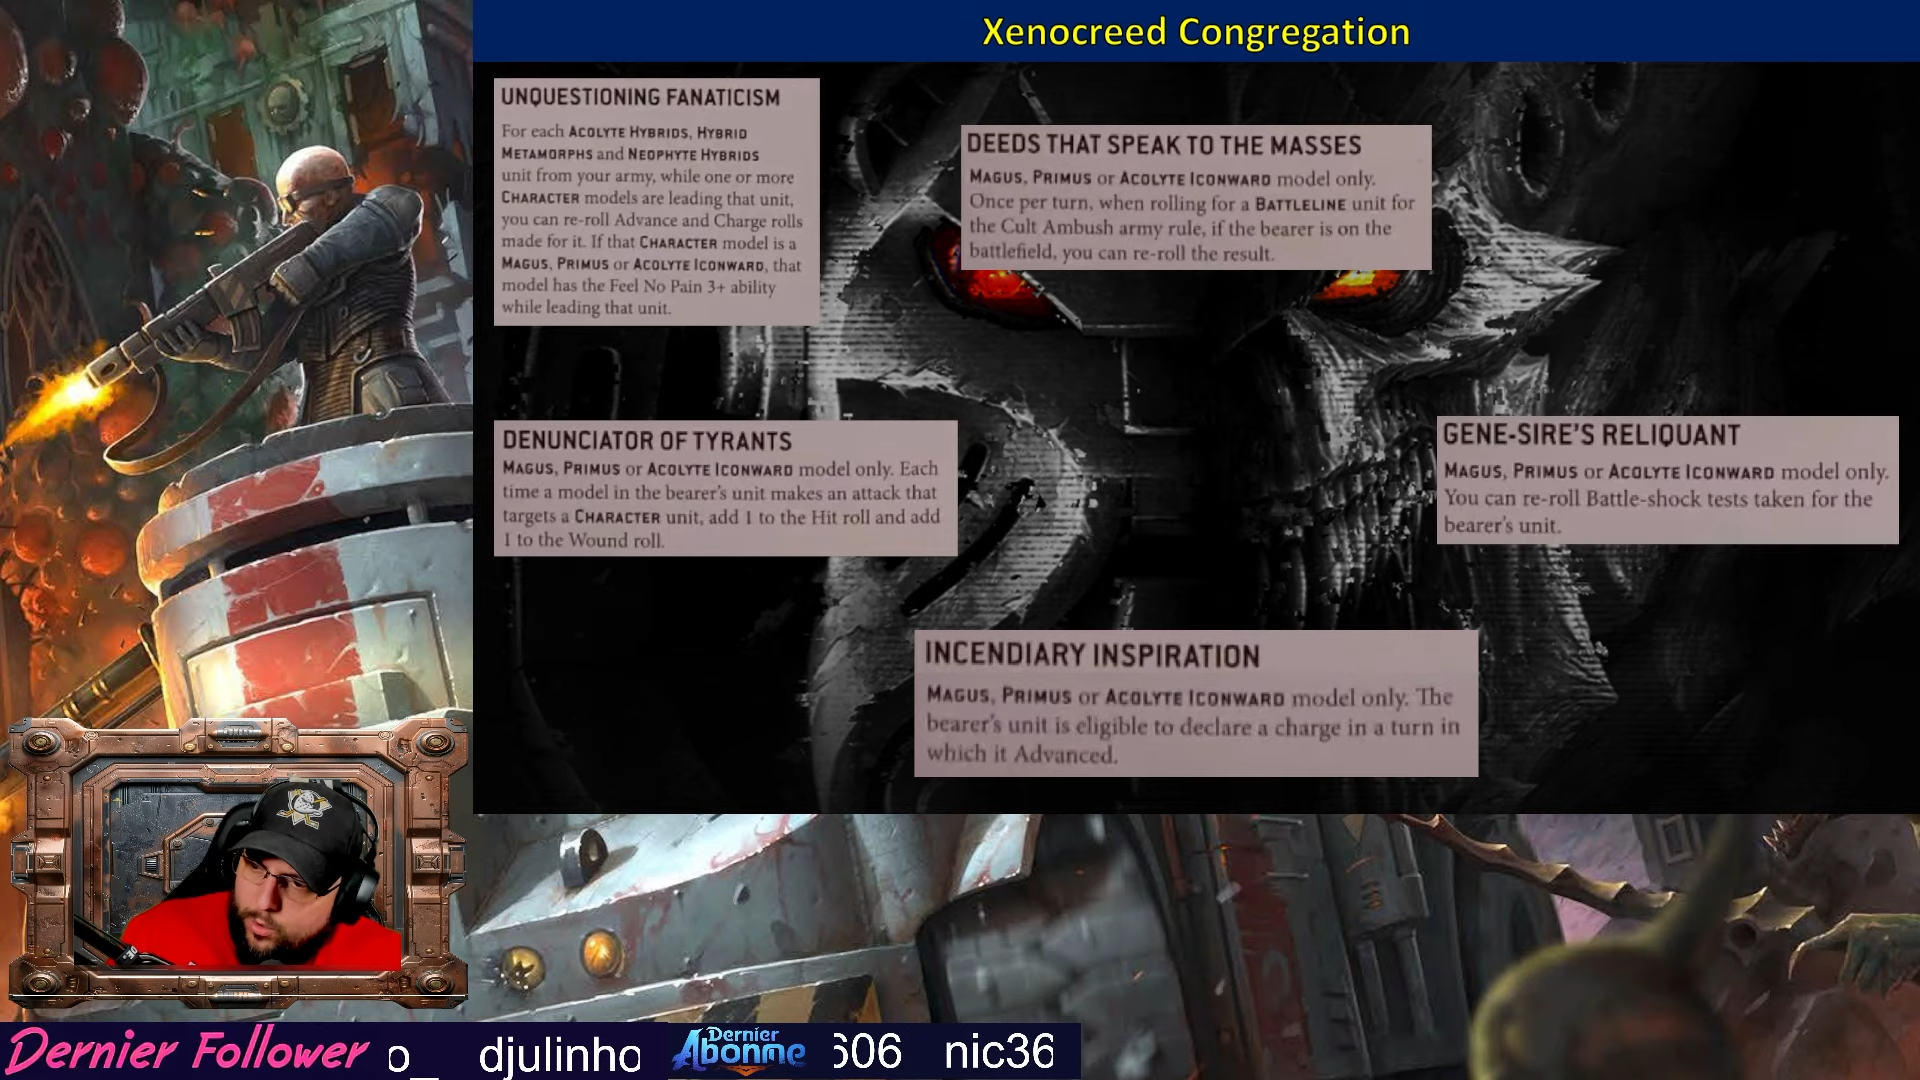 Xenocreed Congregation
UNQUESTIONING FANATICISM
For each ACOLYTE HYBRIDS, HYBRID
METAMORPHS and NEOPHYTE HYBRIDS
unit from your army, while one or more
CHARACTER models are leading that unit,
you can re-roll Advance and Charge rolls
made for it. If that CHARACTER model is a
MAGUS, PRIMUS or ACOLYTE ICONWARD, that
model has the Feel No Pain 3+ ability
while leading that unit.
DEEDS THAT SPEAK TO THE MASSES
MAGUS, PRIMUS or ACOLYTE ICONWARD model only.
Once per turn, when rolling for a BATTLELINE unit for
the Cult Ambush army rule, if the bearer is on the
battlefield, you can re-roll the result.
DENUNCIATOR OF TYRANTS
MAGUS, PRIMUS or ACOLYTE ICONWARD model only. Each
time a model in the bearer's unit makes an attack that
targets a CHARACTER unit, add 1 to the Hit roll and add
1 to the Wound roll.
GENE-SIRE'S RELIQUANT
MAGUS, PRIMUS or ACOLYTE ICONWARD model only.
You can re-roll Battle-shock tests taken for the
bearer's unit.
INCENDIARY INSPIRATION
MAGUS, PRIMUS or ACOLYTE ICONWARD model only. The
bearer's unit is eligible to declare a charge in a turn in
which it Advanced.
Dernier Follower o_ djulinho Dernier Abonné 606 nic36